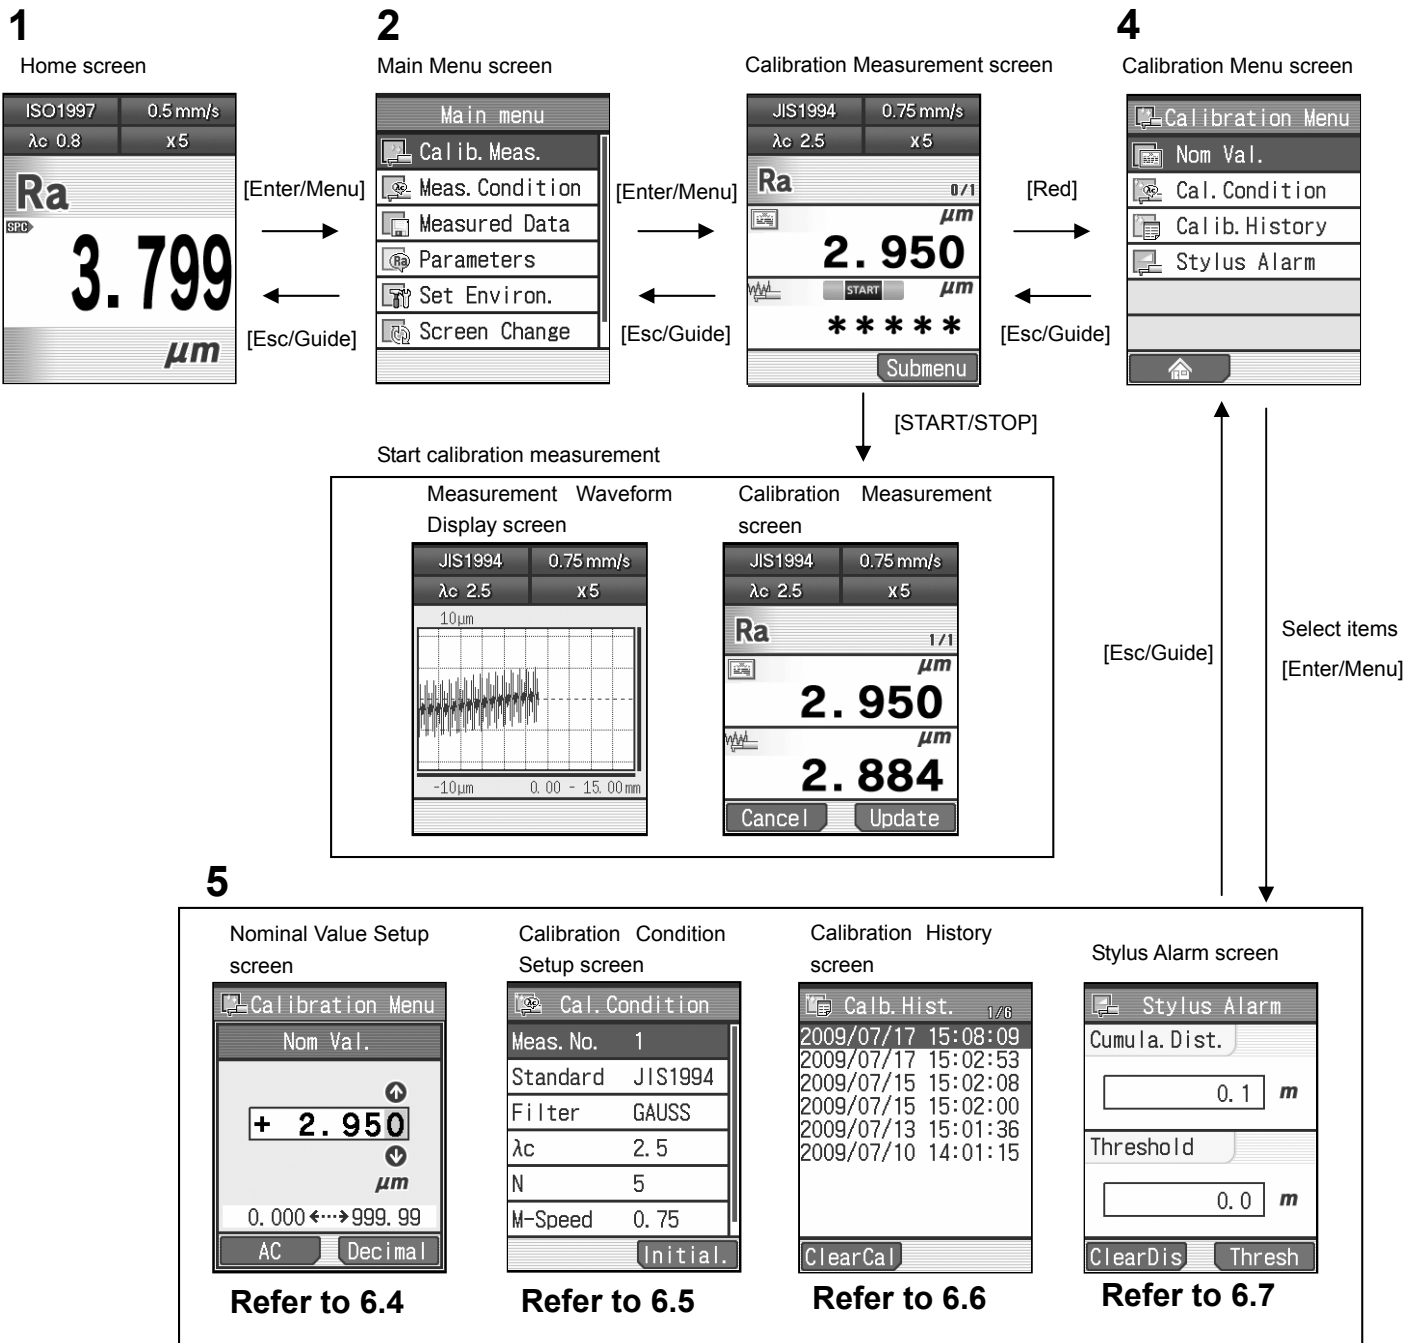 1
Home screen
ISO1997 0.5 mm/s
λc 0.8 x5
Ra
SPC
3.799
µm
[Enter/Menu]
[Esc/Guide]
2
Main Menu screen
Main menu
Calib.Meas.
Meas.Condition
Measured Data
Parameters
Set Environ.
Screen Change
[Enter/Menu]
[Esc/Guide]
Calibration Measurement screen
JIS1994 0.75 mm/s
λc 2.5 x5
Ra 0/1
µm
2.950
START µm
*****
Submenu
[Red]
[Esc/Guide]
4
Calibration Menu screen
Calibration Menu
Nom Val.
Cal.Condition
Calib.History
Stylus Alarm
[START/STOP]
Start calibration measurement
Measurement Waveform
Display screen
JIS1994 0.75 mm/s
λc 2.5 x5
10µm
-10µm 0.00 - 15.00mm
Calibration Measurement
screen
JIS1994 0.75 mm/s
λc 2.5 x5
Ra 1/1
µm
2.950
µm
2.884
Cancel Update
[Esc/Guide]
Select items
[Enter/Menu]
5
Nominal Value Setup
screen
Calibration Menu
Nom Val.
+ 2.950
µm
0.000 999.99
AC Decimal
Refer to 6.4
Calibration Condition
Setup screen
Cal.Condition
Meas.No. 1
Standard JIS1994
Filter GAUSS
λc 2.5
N 5
M-Speed 0.75
Initial.
Refer to 6.5
Calibration History
screen
Calb.Hist. 1/6
2009/07/17 15:08:09
2009/07/17 15:02:53
2009/07/15 15:02:08
2009/07/15 15:02:00
2009/07/13 15:01:36
2009/07/10 14:01:15
ClearCal
Refer to 6.6
Stylus Alarm screen
Stylus Alarm
Cumula.Dist.
0.1 m
Threshold
0.0 m
ClearDis Thresh
Refer to 6.7